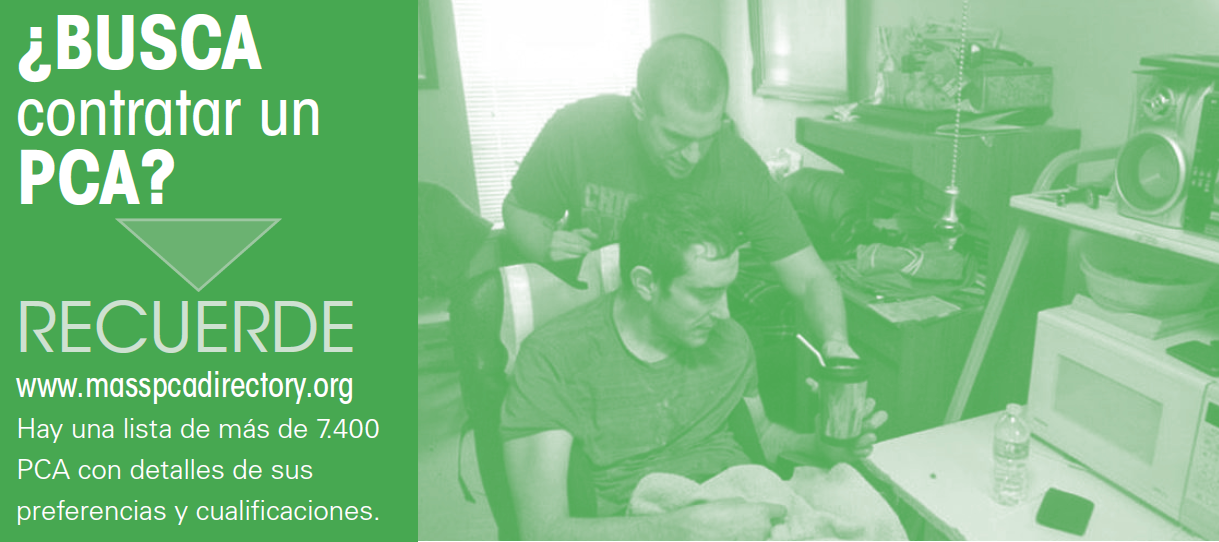 ¿BUSCA
contratar un
PCA?
RECUERDE
www.masspcadirectory.org
Hay una lista de más de 7.400
PCA con detalles de sus
preferencias y cualificaciones.